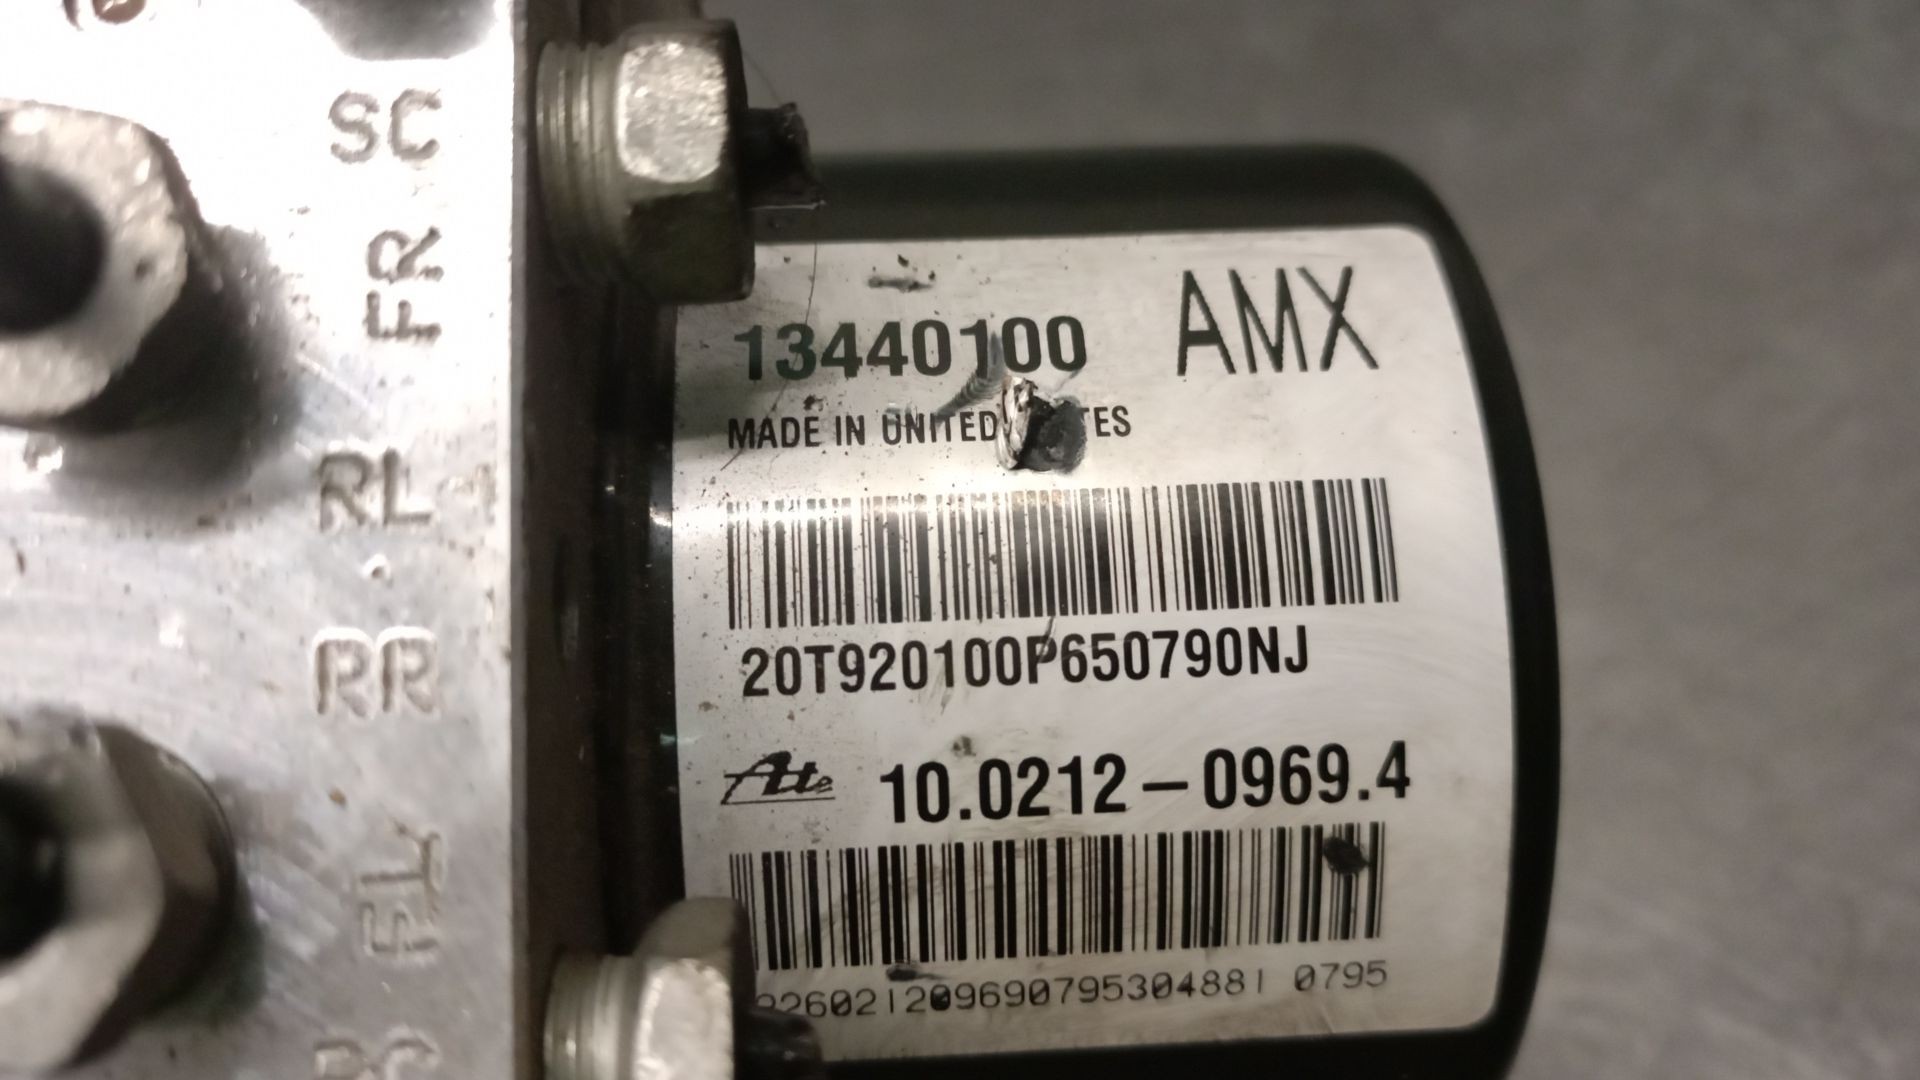 SC
FR
RL
RR
FL
13440100 AMX
MADE IN UNITED
20T920100P650790NJ
Ate 10.0212-0969.4
0795